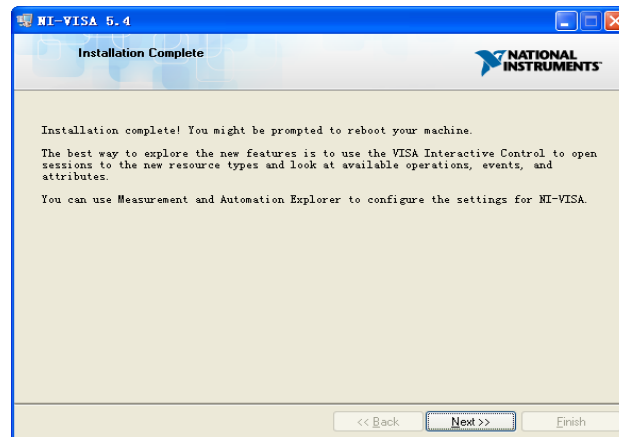 NI-VISA 5.4
Installation Complete
NATIONAL
INSTRUMENTS
Installation complete! You might be prompted to reboot your machine.
The best way to explore the new features is to use the VISA Interactive Control to open
sessions to the new resource types and look at available operations, events, and
attributes.
You can use Measurement and Automation Explorer to configure the settings for NI-VISA.
<< Back
Next >>
Finish